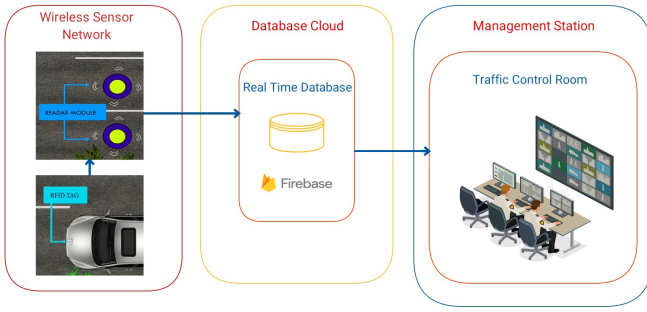 Wireless Sensor
Network
READAR MODULE
RFID TAG
Database Cloud
Real Time Database
Firebase
Management Station
Traffic Control Room